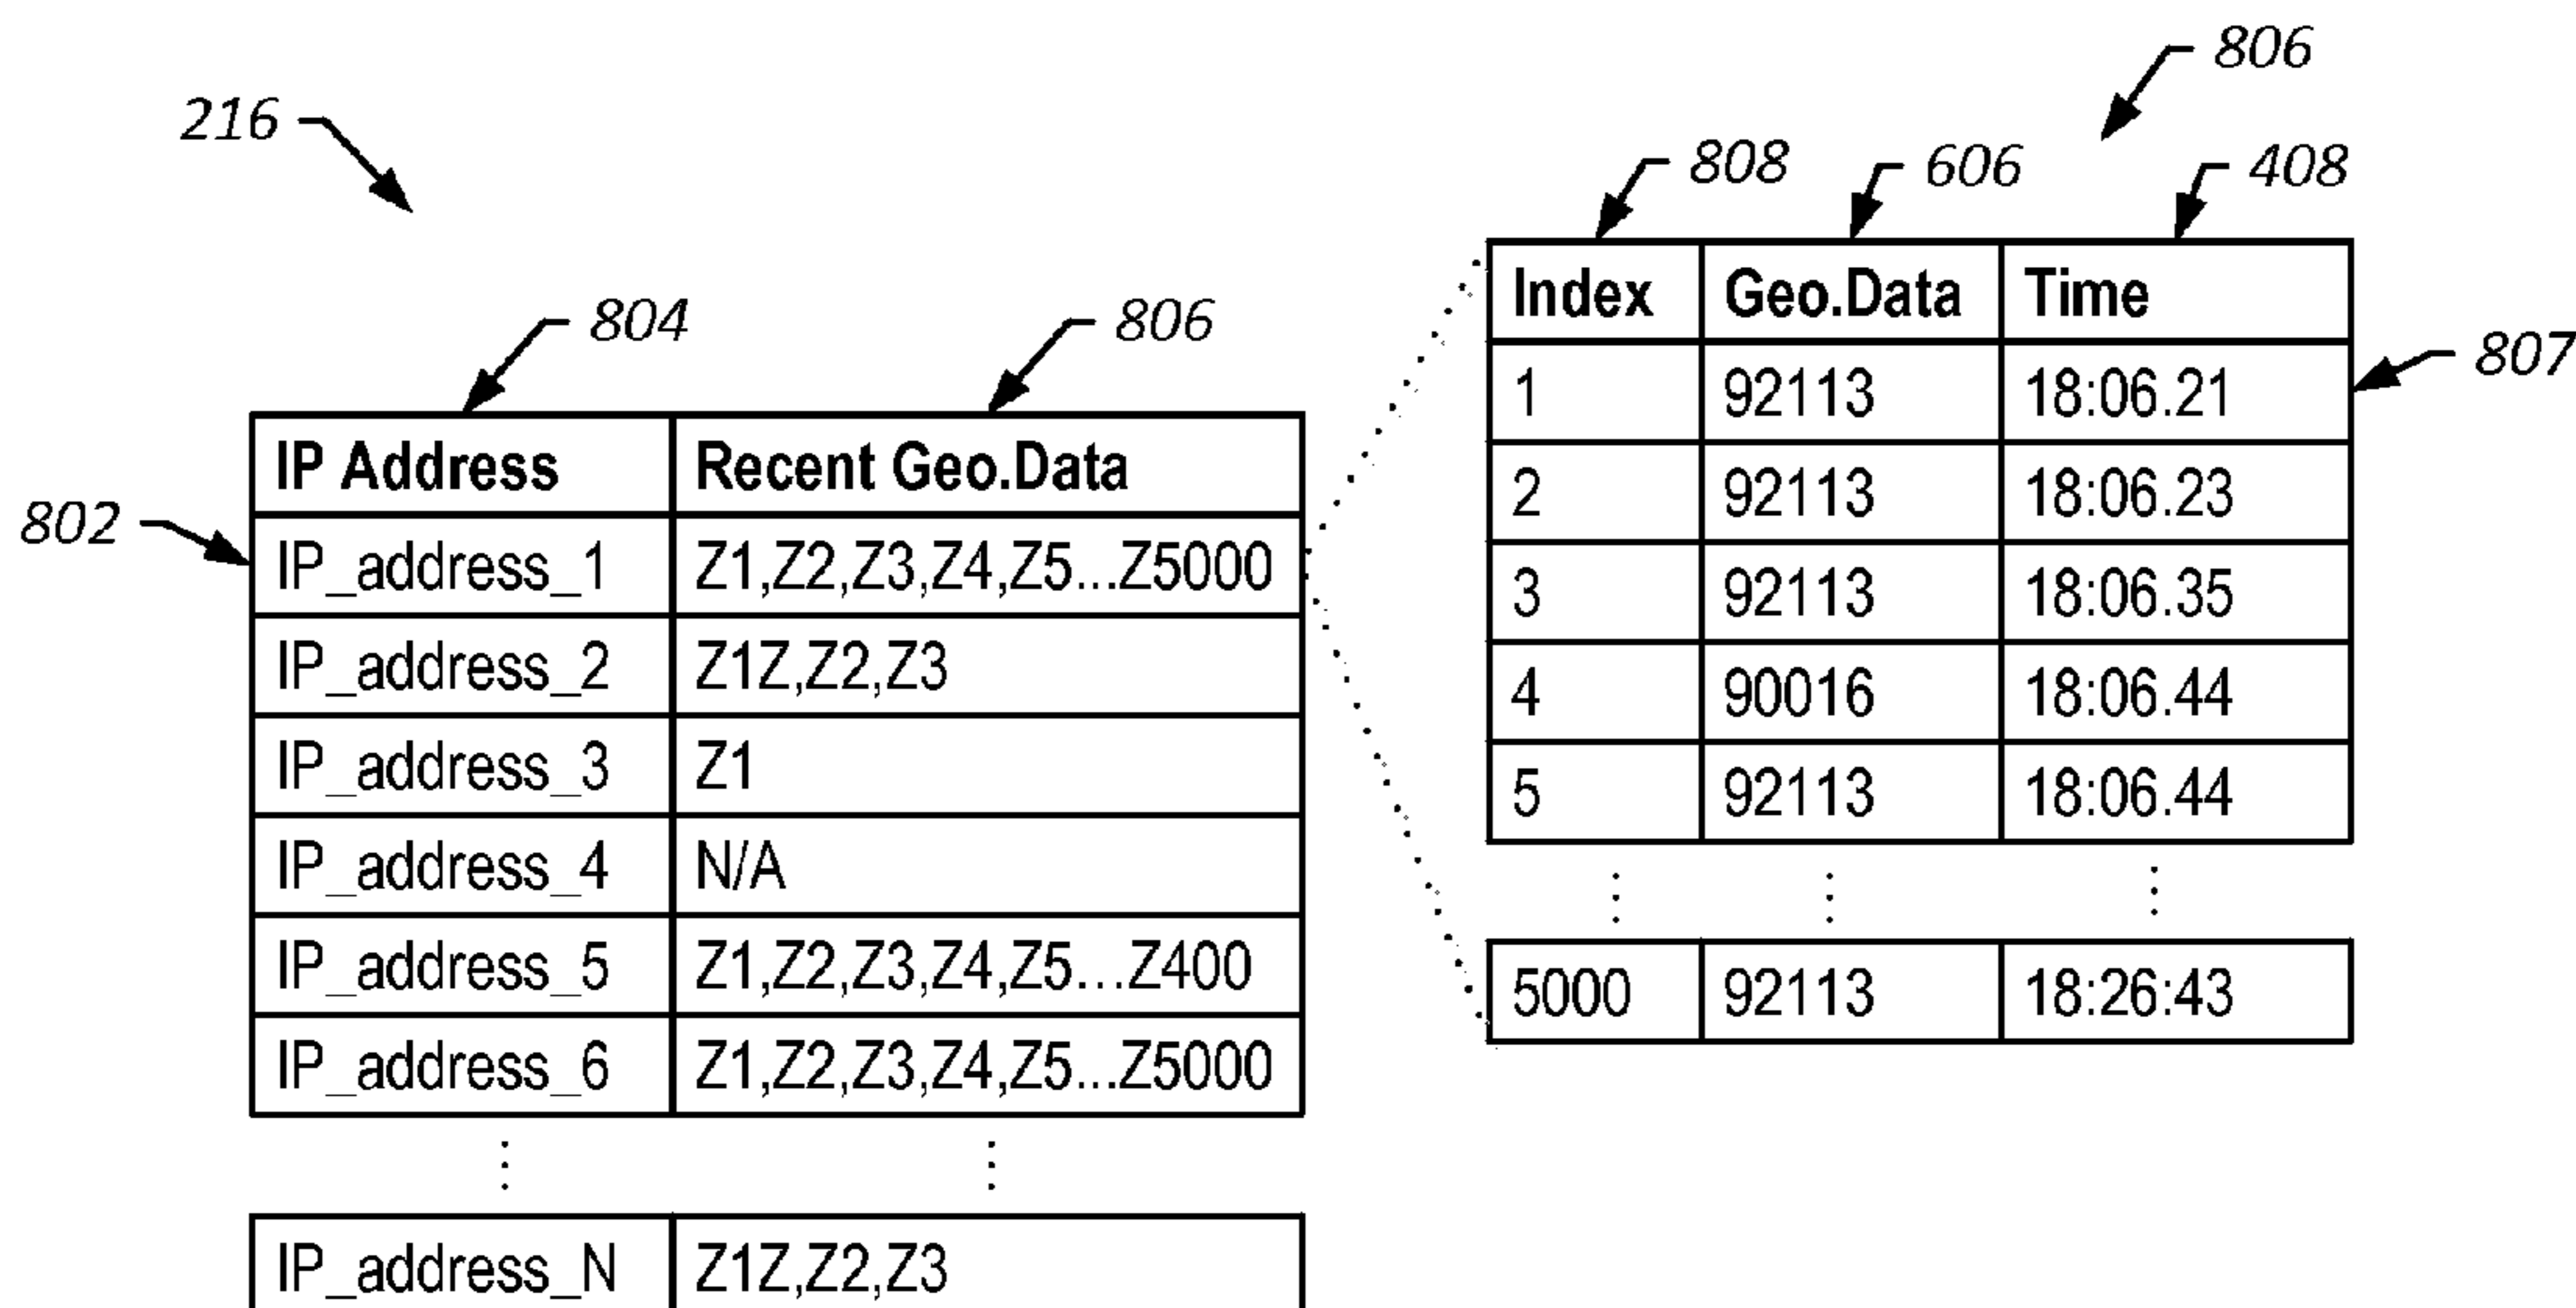 216
804
806
IP Address Recent Geo.Data
802
IP_address_1 Z1,Z2,Z3,Z4,Z5...Z5000
IP_address_2 Z1Z,Z2,Z3
IP_address_3 Z1
IP_address_4 N/A
IP_address_5 Z1,Z2,Z3,Z4,Z5...Z400
IP_address_6 Z1,Z2,Z3,Z4,Z5...Z5000
IP_address_N Z1Z,Z2,Z3
806
808 606 408
Index Geo.Data Time
807
1 92113 18:06.21
2 92113 18:06.23
3 92113 18:06.35
4 90016 18:06.44
5 92113 18:06.44
5000 92113 18:26:43